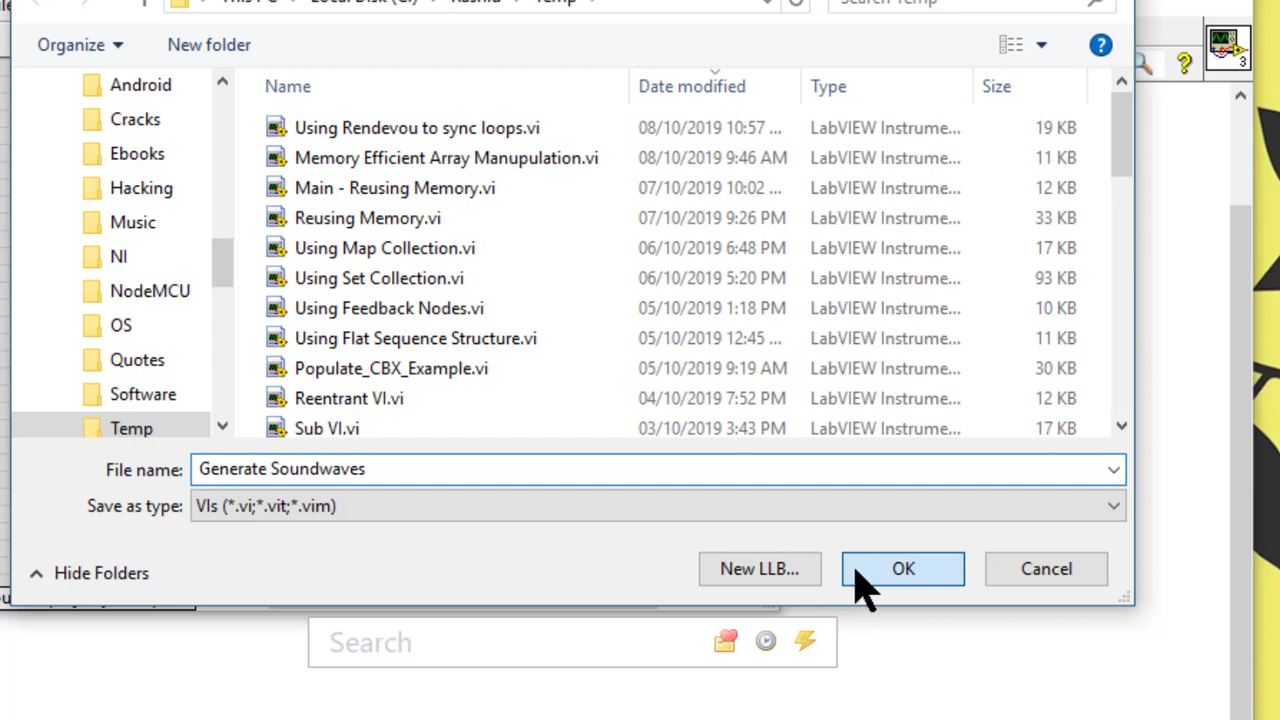 Organize New folder ?
3
Name Date modified Type Size
Android
Cracks
Ebooks
Hacking
Music
NI
NodeMCU
OS
Quotes
Software
Temp
Using Rendevou to sync loops.vi 08/10/2019 10:57 ... LabVIEW Instrume... 19 KB
Memory Efficient Array Manupulation.vi 08/10/2019 9:46 AM LabVIEW Instrume... 11 KB
Main - Reusing Memory.vi 07/10/2019 10:02 ... LabVIEW Instrume... 12 KB
Reusing Memory.vi 07/10/2019 9:26 PM LabVIEW Instrume... 33 KB
Using Map Collection.vi 06/10/2019 6:48 PM LabVIEW Instrume... 17 KB
Using Set Collection.vi 06/10/2019 5:20 PM LabVIEW Instrume... 93 KB
Using Feedback Nodes.vi 05/10/2019 1:18 PM LabVIEW Instrume... 10 KB
Using Flat Sequence Structure.vi 05/10/2019 12:45 ... LabVIEW Instrume... 11 KB
Populate_CBX_Example.vi 05/10/2019 9:19 AM LabVIEW Instrume... 30 KB
Reentrant VI.vi 04/10/2019 7:52 PM LabVIEW Instrume... 12 KB
Sub VI.vi 03/10/2019 3:43 PM LabVIEW Instrume... 17 KB
File name: Generate Soundwaves
Save as type: VIs (*.vi;*.vit;*.vim)
Hide Folders New LLB... OK Cancel
Search